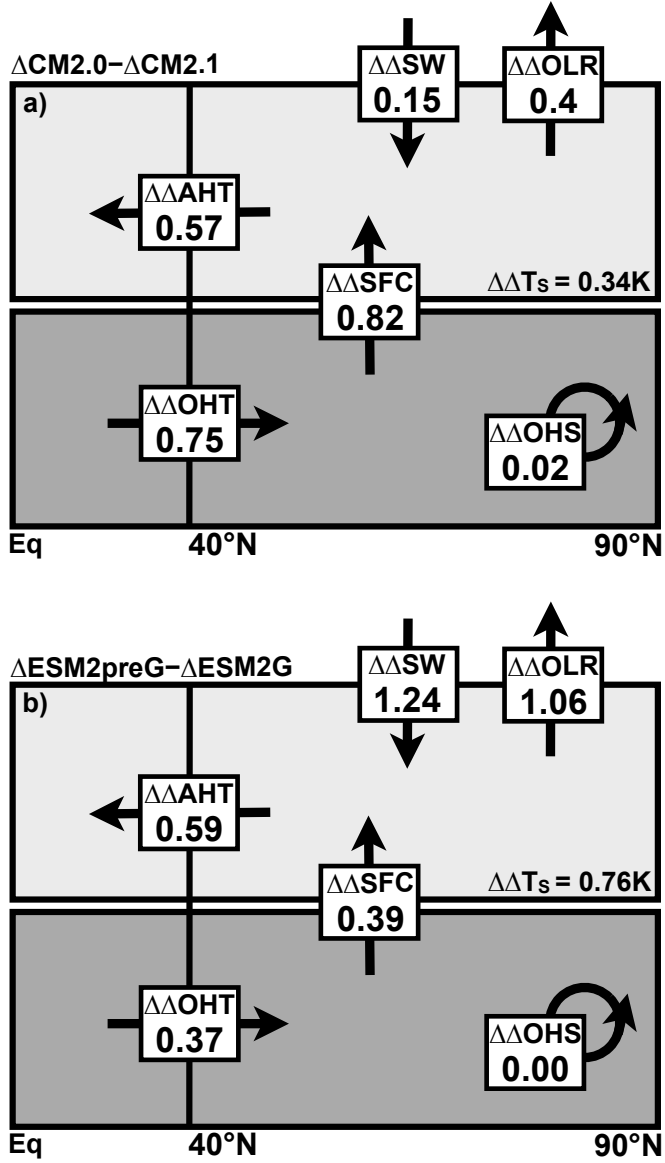 ΔCM2.0−ΔCM2.1
a)
ΔΔSW
0.15
ΔΔOLR
0.4
ΔΔAHT
0.57
ΔΔSFC
0.82
ΔΔTs = 0.34K
ΔΔOHT
0.75
ΔΔOHS
0.02
Eq
40°N
90°N
ΔESM2preG−ΔESM2G
b)
ΔΔSW
1.24
ΔΔOLR
1.06
ΔΔAHT
0.59
ΔΔSFC
0.39
ΔΔTs = 0.76K
ΔΔOHT
0.37
ΔΔOHS
0.00
Eq
40°N
90°N